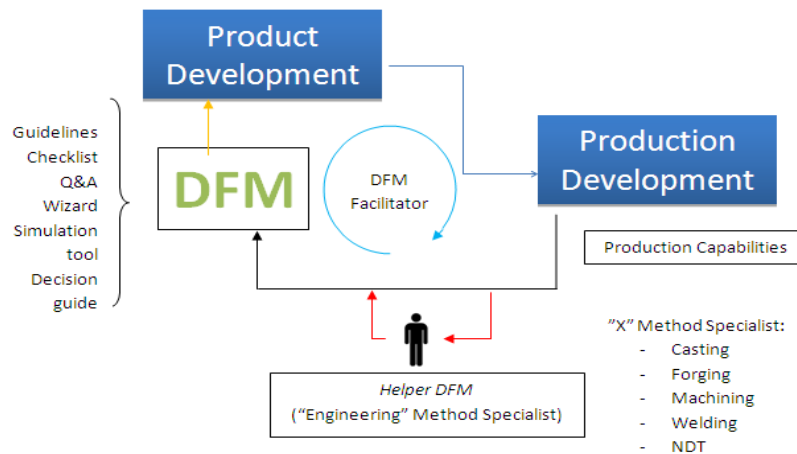 Product
Development
Guidelines
Checklist
Q&A
Wizard
Simulation
tool
Decision
guide
DFM
DFM
Facilitator
Production
Development
Production Capabilities
Helper DFM
("Engineering" Method Specialist)
"X" Method Specialist:
- Casting
- Forging
- Machining
- Welding
- NDT